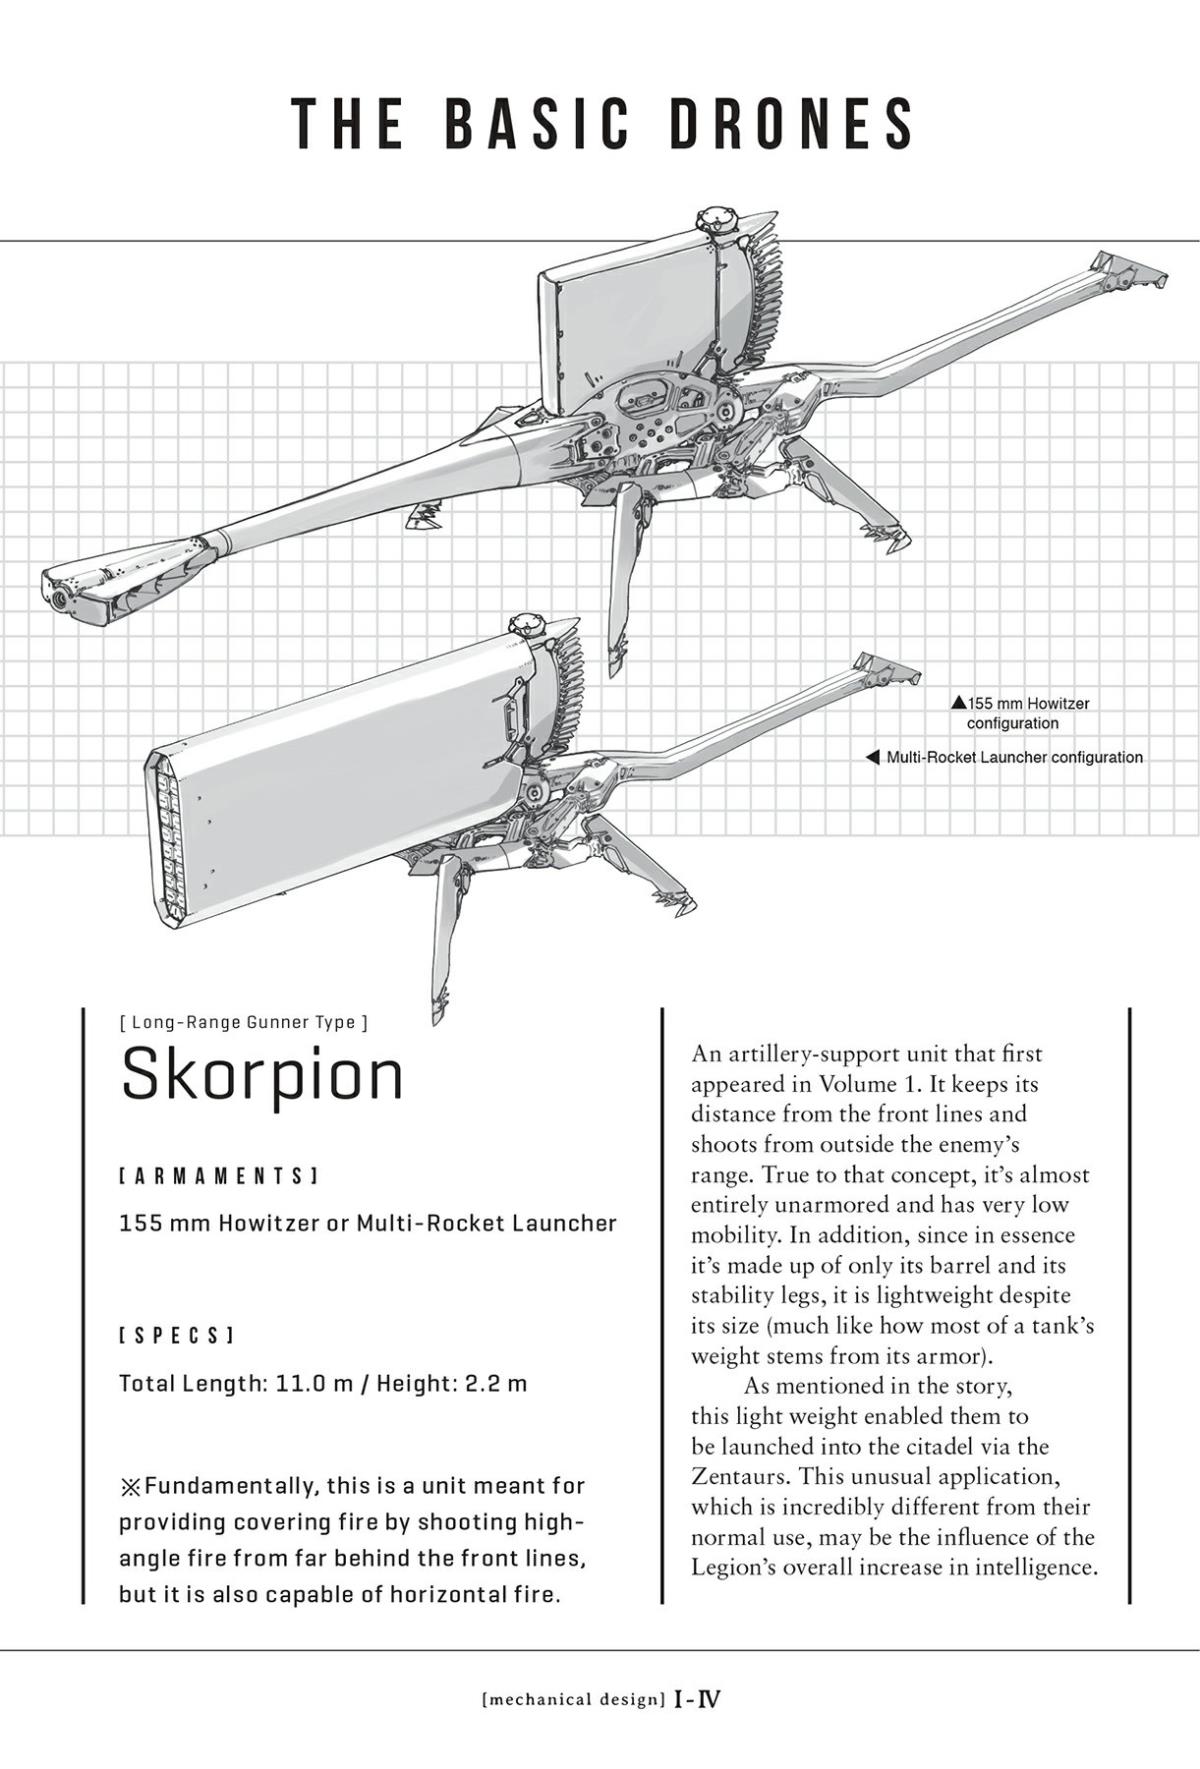 THE BASIC DRONES
▲155 mm Howitzer
configuration
◀ Multi-Rocket Launcher configuration
[ Long-Range Gunner Type ]
Skorpion
[ARMAMENTS]
155 mm Howitzer or Multi-Rocket Launcher
[SPECS]
Total Length: 11.0 m / Height: 2.2 m
※Fundamentally, this is a unit meant for
providing covering fire by shooting high-
angle fire from far behind the front lines,
but it is also capable of horizontal fire.
An artillery-support unit that first
appeared in Volume 1. It keeps its
distance from the front lines and
shoots from outside the enemy’s
range. True to that concept, it’s almost
entirely unarmored and has very low
mobility. In addition, since in essence
it’s made up of only its barrel and its
stability legs, it is lightweight despite
its size (much like how most of a tank’s
weight stems from its armor).
As mentioned in the story,
this light weight enabled them to
be launched into the citadel via the
Zentaurs. This unusual application,
which is incredibly different from their
normal use, may be the influence of the
Legion’s overall increase in intelligence.
[mechanical design] I-IV